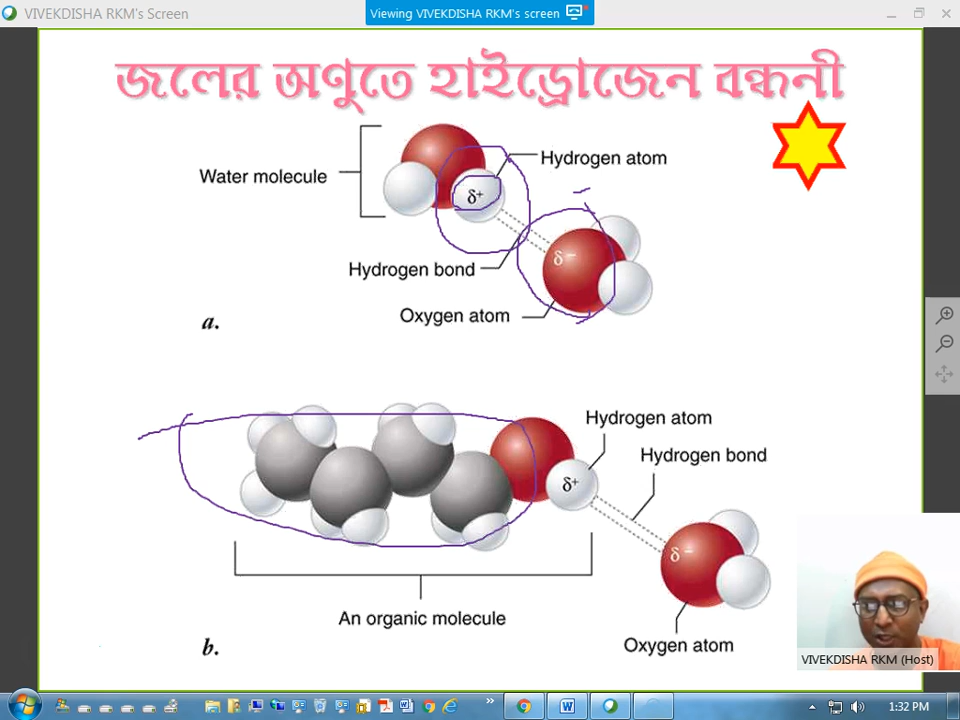 VIVEKDISHA RKM's Screen
Viewing VIVEKDISHA RKM's screen
জলের অণুতে হাইড্রোজেন বন্ধনী
Water molecule
Hydrogen atom
δ+
δ−
Hydrogen bond
Oxygen atom
a.
Hydrogen atom
Hydrogen bond
δ+
δ−
An organic molecule
Oxygen atom
b.
VIVEKDISHA RKM (Host)
1:32 PM